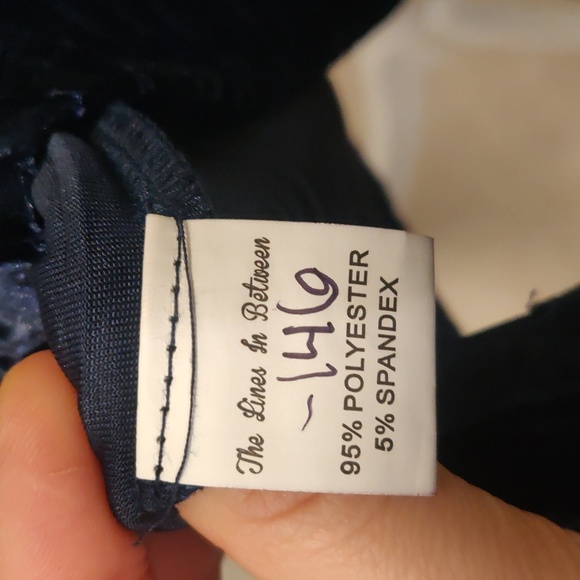 The Lines In Between
-146
95% POLYESTER
5% SPANDEX